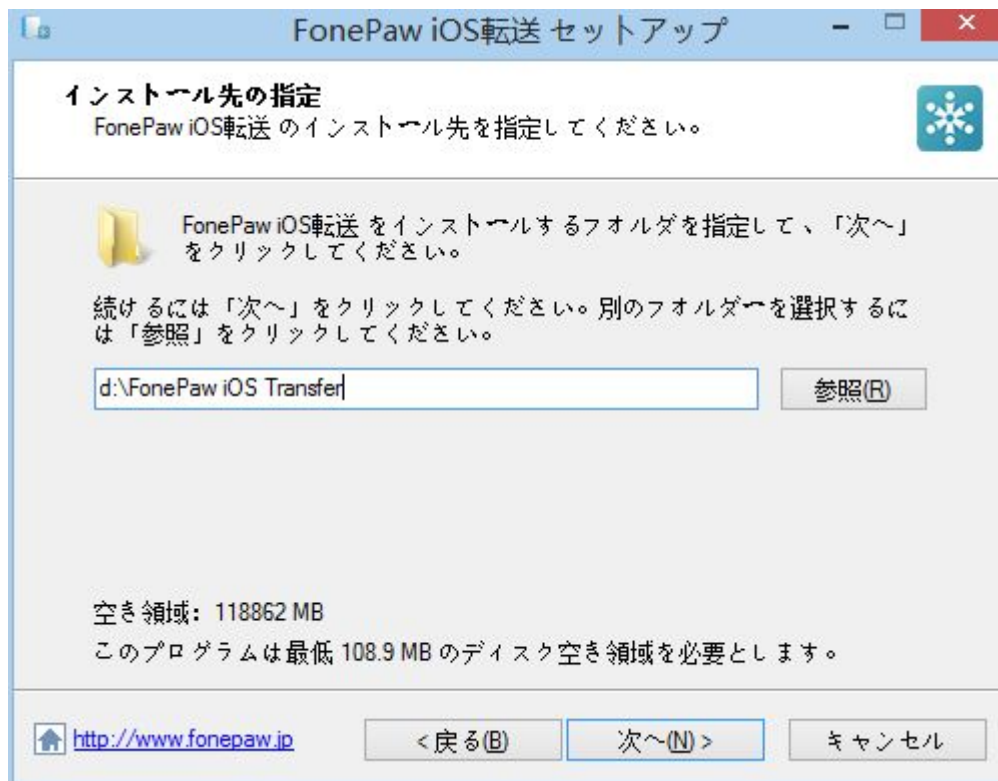 FonePaw iOS転送 セットアップ
インストール先の指定
FonePaw iOS転送 のインストール先を指定してください。
FonePaw iOS転送 をインストールするフォルダを指定して、「次へ」
をクリックしてください。
続けるには「次へ」をクリックしてください。別のフォルダーを選択するに
は「参照」をクリックしてください。
d:\FonePaw iOS Transfer
参照(R)
空き領域: 118862 MB
このプログラムは最低 108.9 MB のディスク空き領域を必要とします。
http://www.fonepaw.jp
<戻る(B)
次へ(N) >
キャンセル